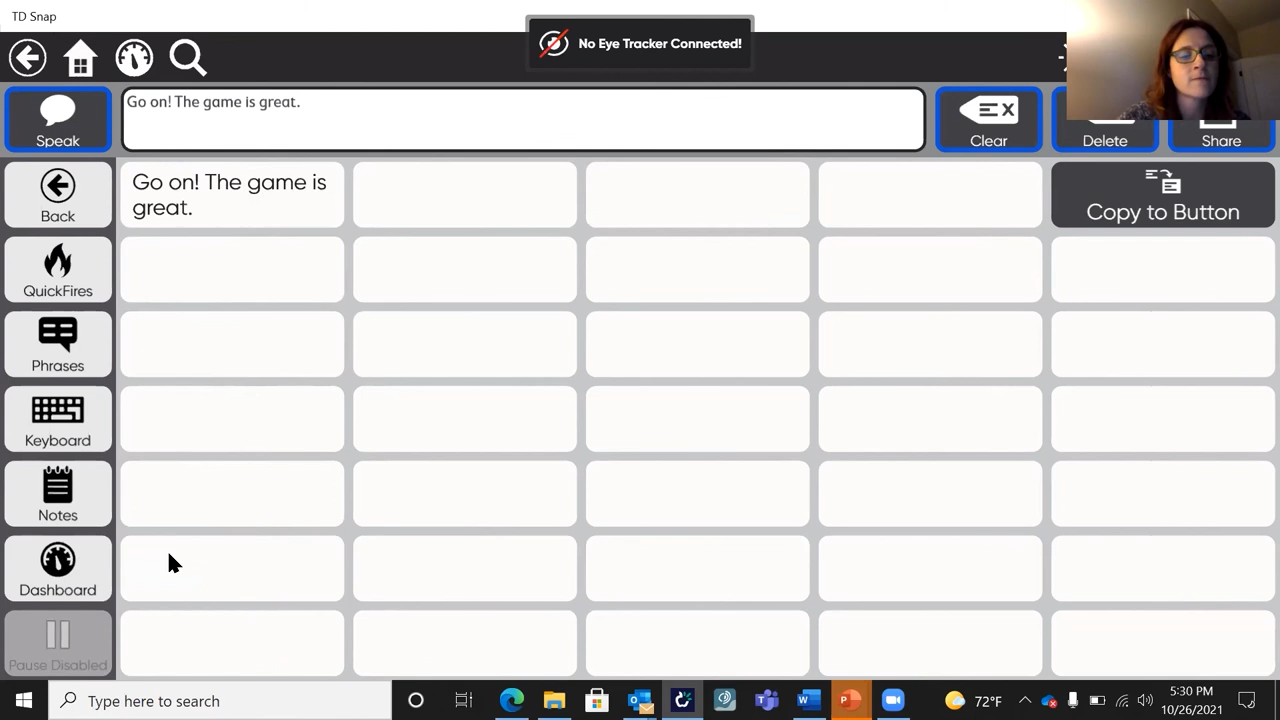 TD Snap
No Eye Tracker Connected!
Speak
Go on! The game is great.
Clear
Delete
Share
Back
Go on! The game is
great.
Copy to Button
QuickFires
Phrases
Keyboard
Notes
Dashboard
Pause Disabled
Type here to search
72°F
5:30 PM
10/26/2021